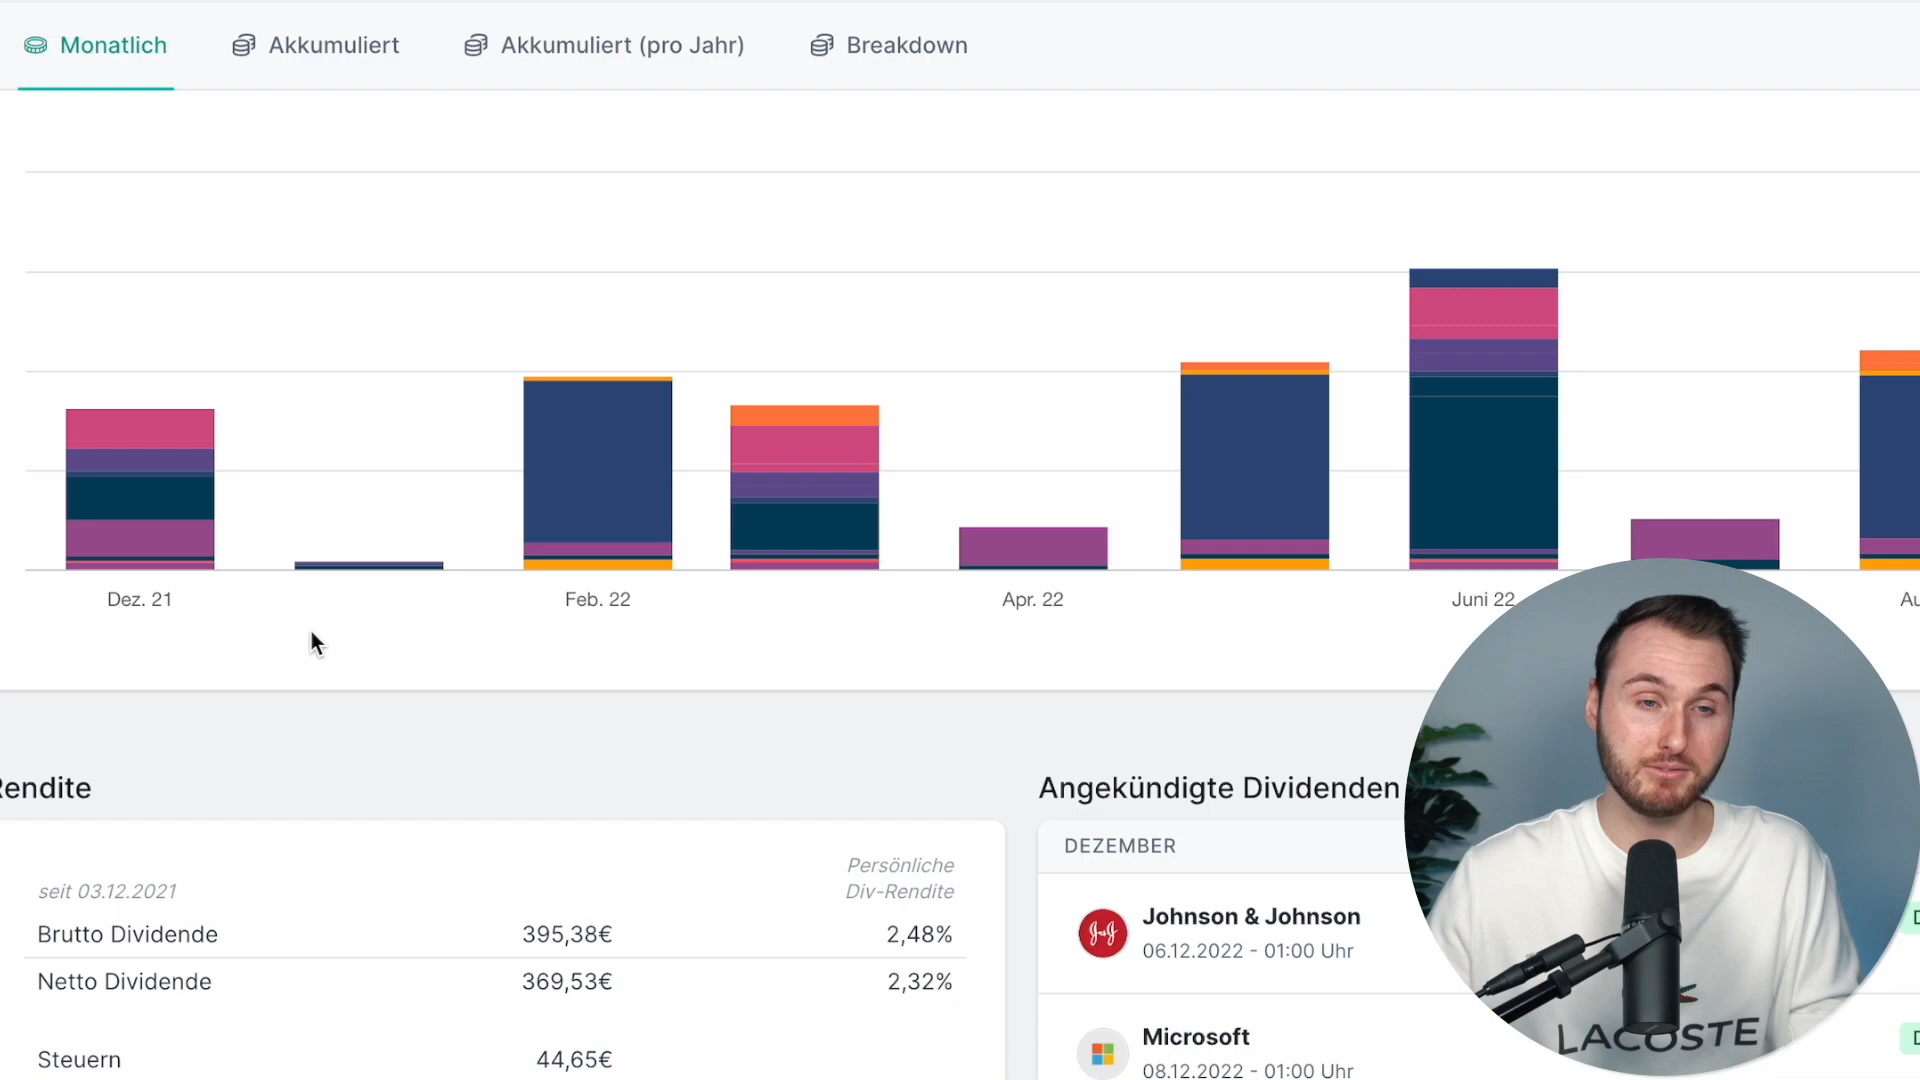 Monatlich
Akkumuliert
Akkumuliert (pro Jahr)
Breakdown
Dez. 21
Feb. 22
Apr. 22
Juni 22
Rendite
Angekündigte Dividenden
Persönliche
seit 03.12.2021
Div-Rendite
Brutto Dividende 395,38€ 2,48%
Netto Dividende 369,53€ 2,32%
Steuern 44,65€
DEZEMBER
Johnson & Johnson
06.12.2022 - 01:00 Uhr
Microsoft
08.12.2022 - 01:00 Uhr
LACOSTE